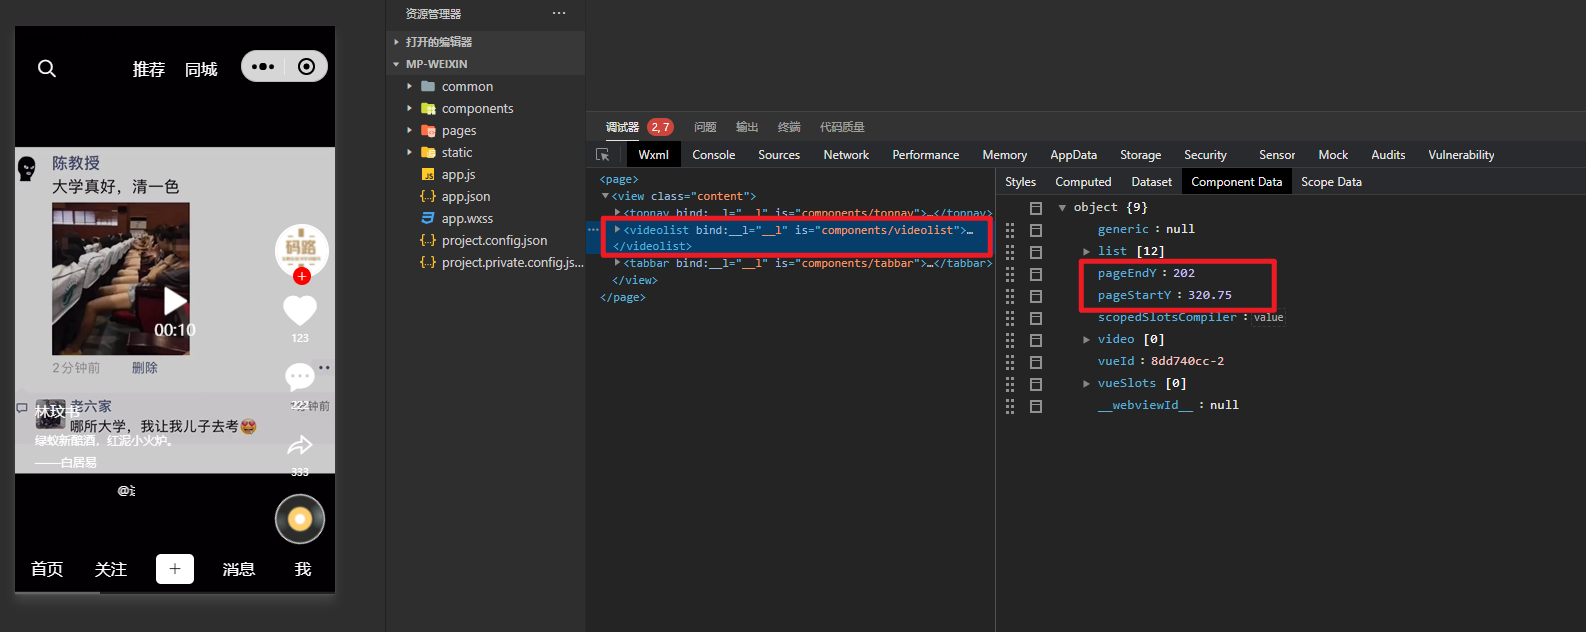 推荐
同城
陈教授
大学真好，清一色
码路
00:10
123
2分钟前
删除
老六家
林玟书
哪所大学，我让我儿子去考😍
绿蚁新醅酒，红泥小火炉。
——白居易
333
首页
关注
+
消息
我
资源管理器
打开的编辑器
MP-WEIXIN
common
components
pages
static
app.js
app.json
app.wxss
project.config.json
project.private.config.js...
调试器
2, 7
问题
输出
终端
代码质量
Wxml
Console
Sources
Network
Performance
Memory
AppData
Storage
Security
Sensor
Mock
Audits
Vulnerability
<page>
<view class="content">
<topnav bind:__l="__l" is="components/topnav">…</topnav>
<videolist bind:__l="__l" is="components/videolist">…
</videolist>
<tabbar bind:__l="__l" is="components/tabbar">…</tabbar>
</view>
</page>
Styles
Computed
Dataset
Component Data
Scope Data
object {9}
generic : null
list [12]
pageEndY : 202
pageStartY : 320.75
scopedSlotsCompiler : value
video [0]
vueId : 8dd740cc-2
vueSlots [0]
__webviewId__ : null